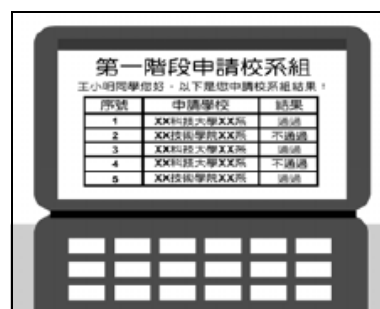 第一階段申請校系組
王小明同學您好,以下是您申請校系組結果!
序號 申請學校 結果
1 XX科技大學XX系 通過
2 XX技術學院XX系 不通過
3 XX科技大學XX系 通過
4 XX科技大學XX系 不通過
5 XX技術學院XX系 通過